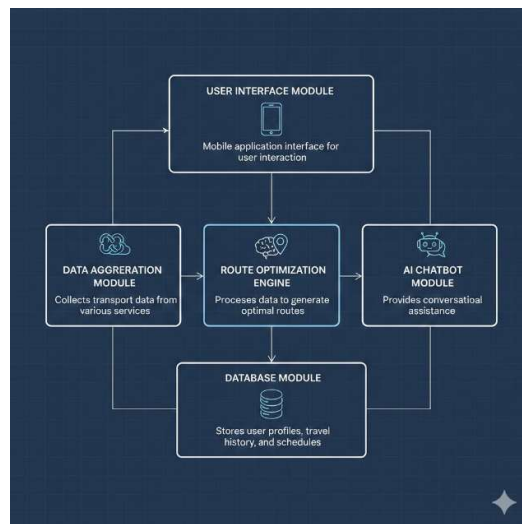 USER INTERFACE MODULE
Mobile application interface for
user interaction
DATA AGGRERATION
MODULE
Collects transport data from
various services
ROUTE OPTIMIZATION
ENGINE
Proceses data to generate
optimal routes
AI CHATBOT
MODULE
Provides conversatioal
assistance
DATABASE MODULE
Stores user profiles, travel
history, and schedules